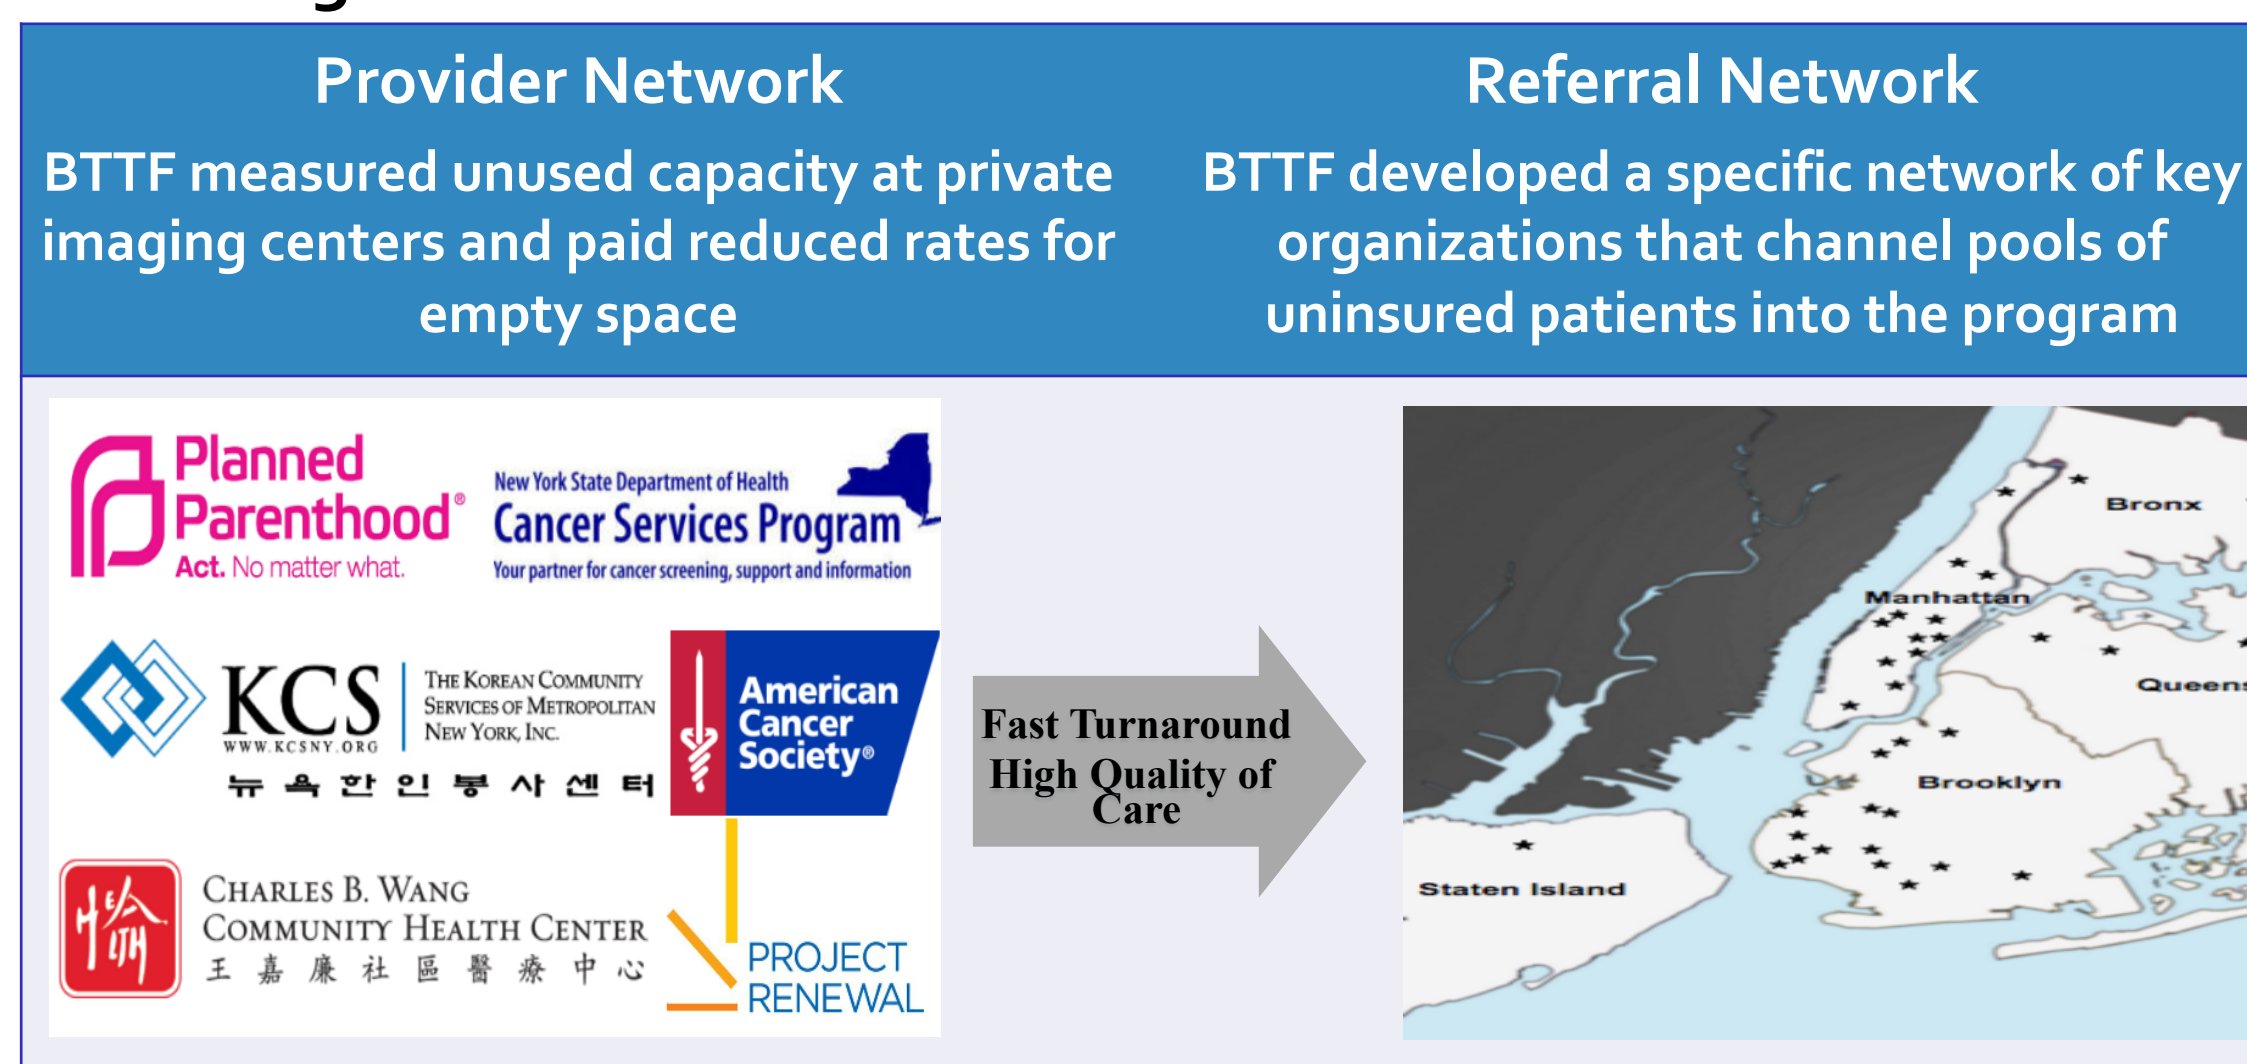 Provider Network
BTTF measured unused capacity at private
imaging centers and paid reduced rates for
empty space
Referral Network
BTTF developed a specific network of key
organizations that channel pools of
uninsured patients into the program
Planned
Parenthood®
Act. No matter what.
New York State Department of Health
Cancer Services Program
Your partner for cancer screening, support and information
KCS
WWW.KCSNY.ORG
THE KOREAN COMMUNITY
SERVICES OF METROPOLITAN
NEW YORK, INC.
뉴욕한인봉사센터
American
Cancer
Society®
CHARLES B. WANG
COMMUNITY HEALTH CENTER
王嘉廉社區醫療中心
PROJECT
RENEWAL
Fast Turnaround
High Quality of
Care
Bronx
Manhattan
Queens
Brooklyn
Staten Island